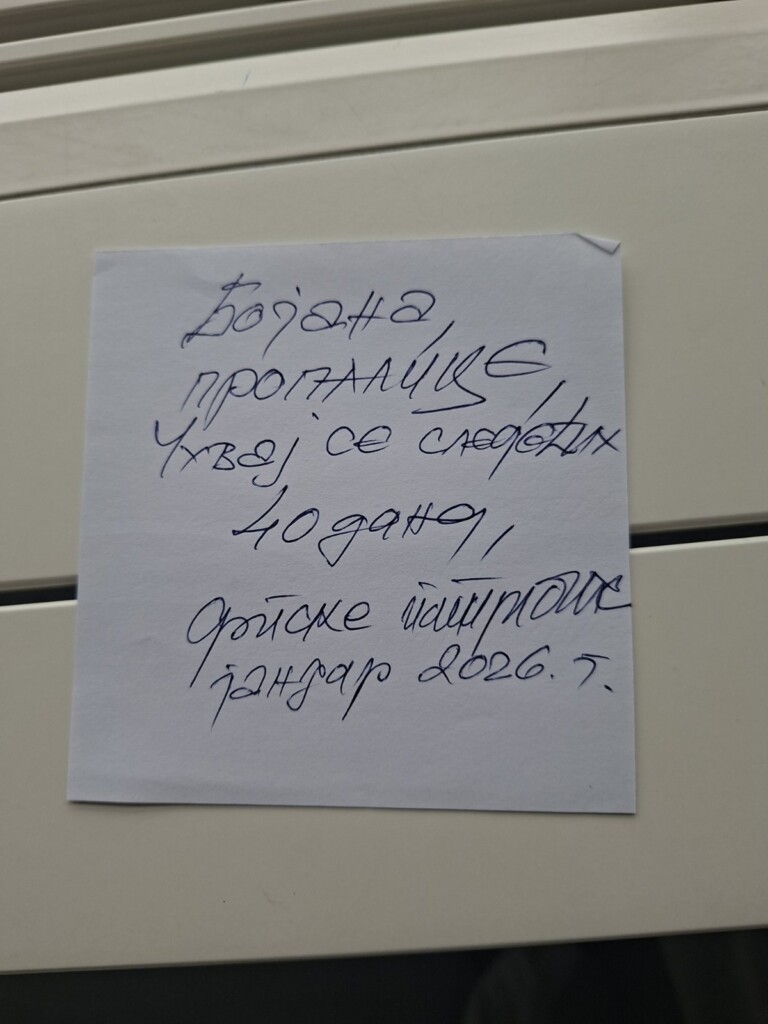 Бојана,
пропалице,
Чувај се следећих
40 дана,
српске патриоте
јануар 2026. г.